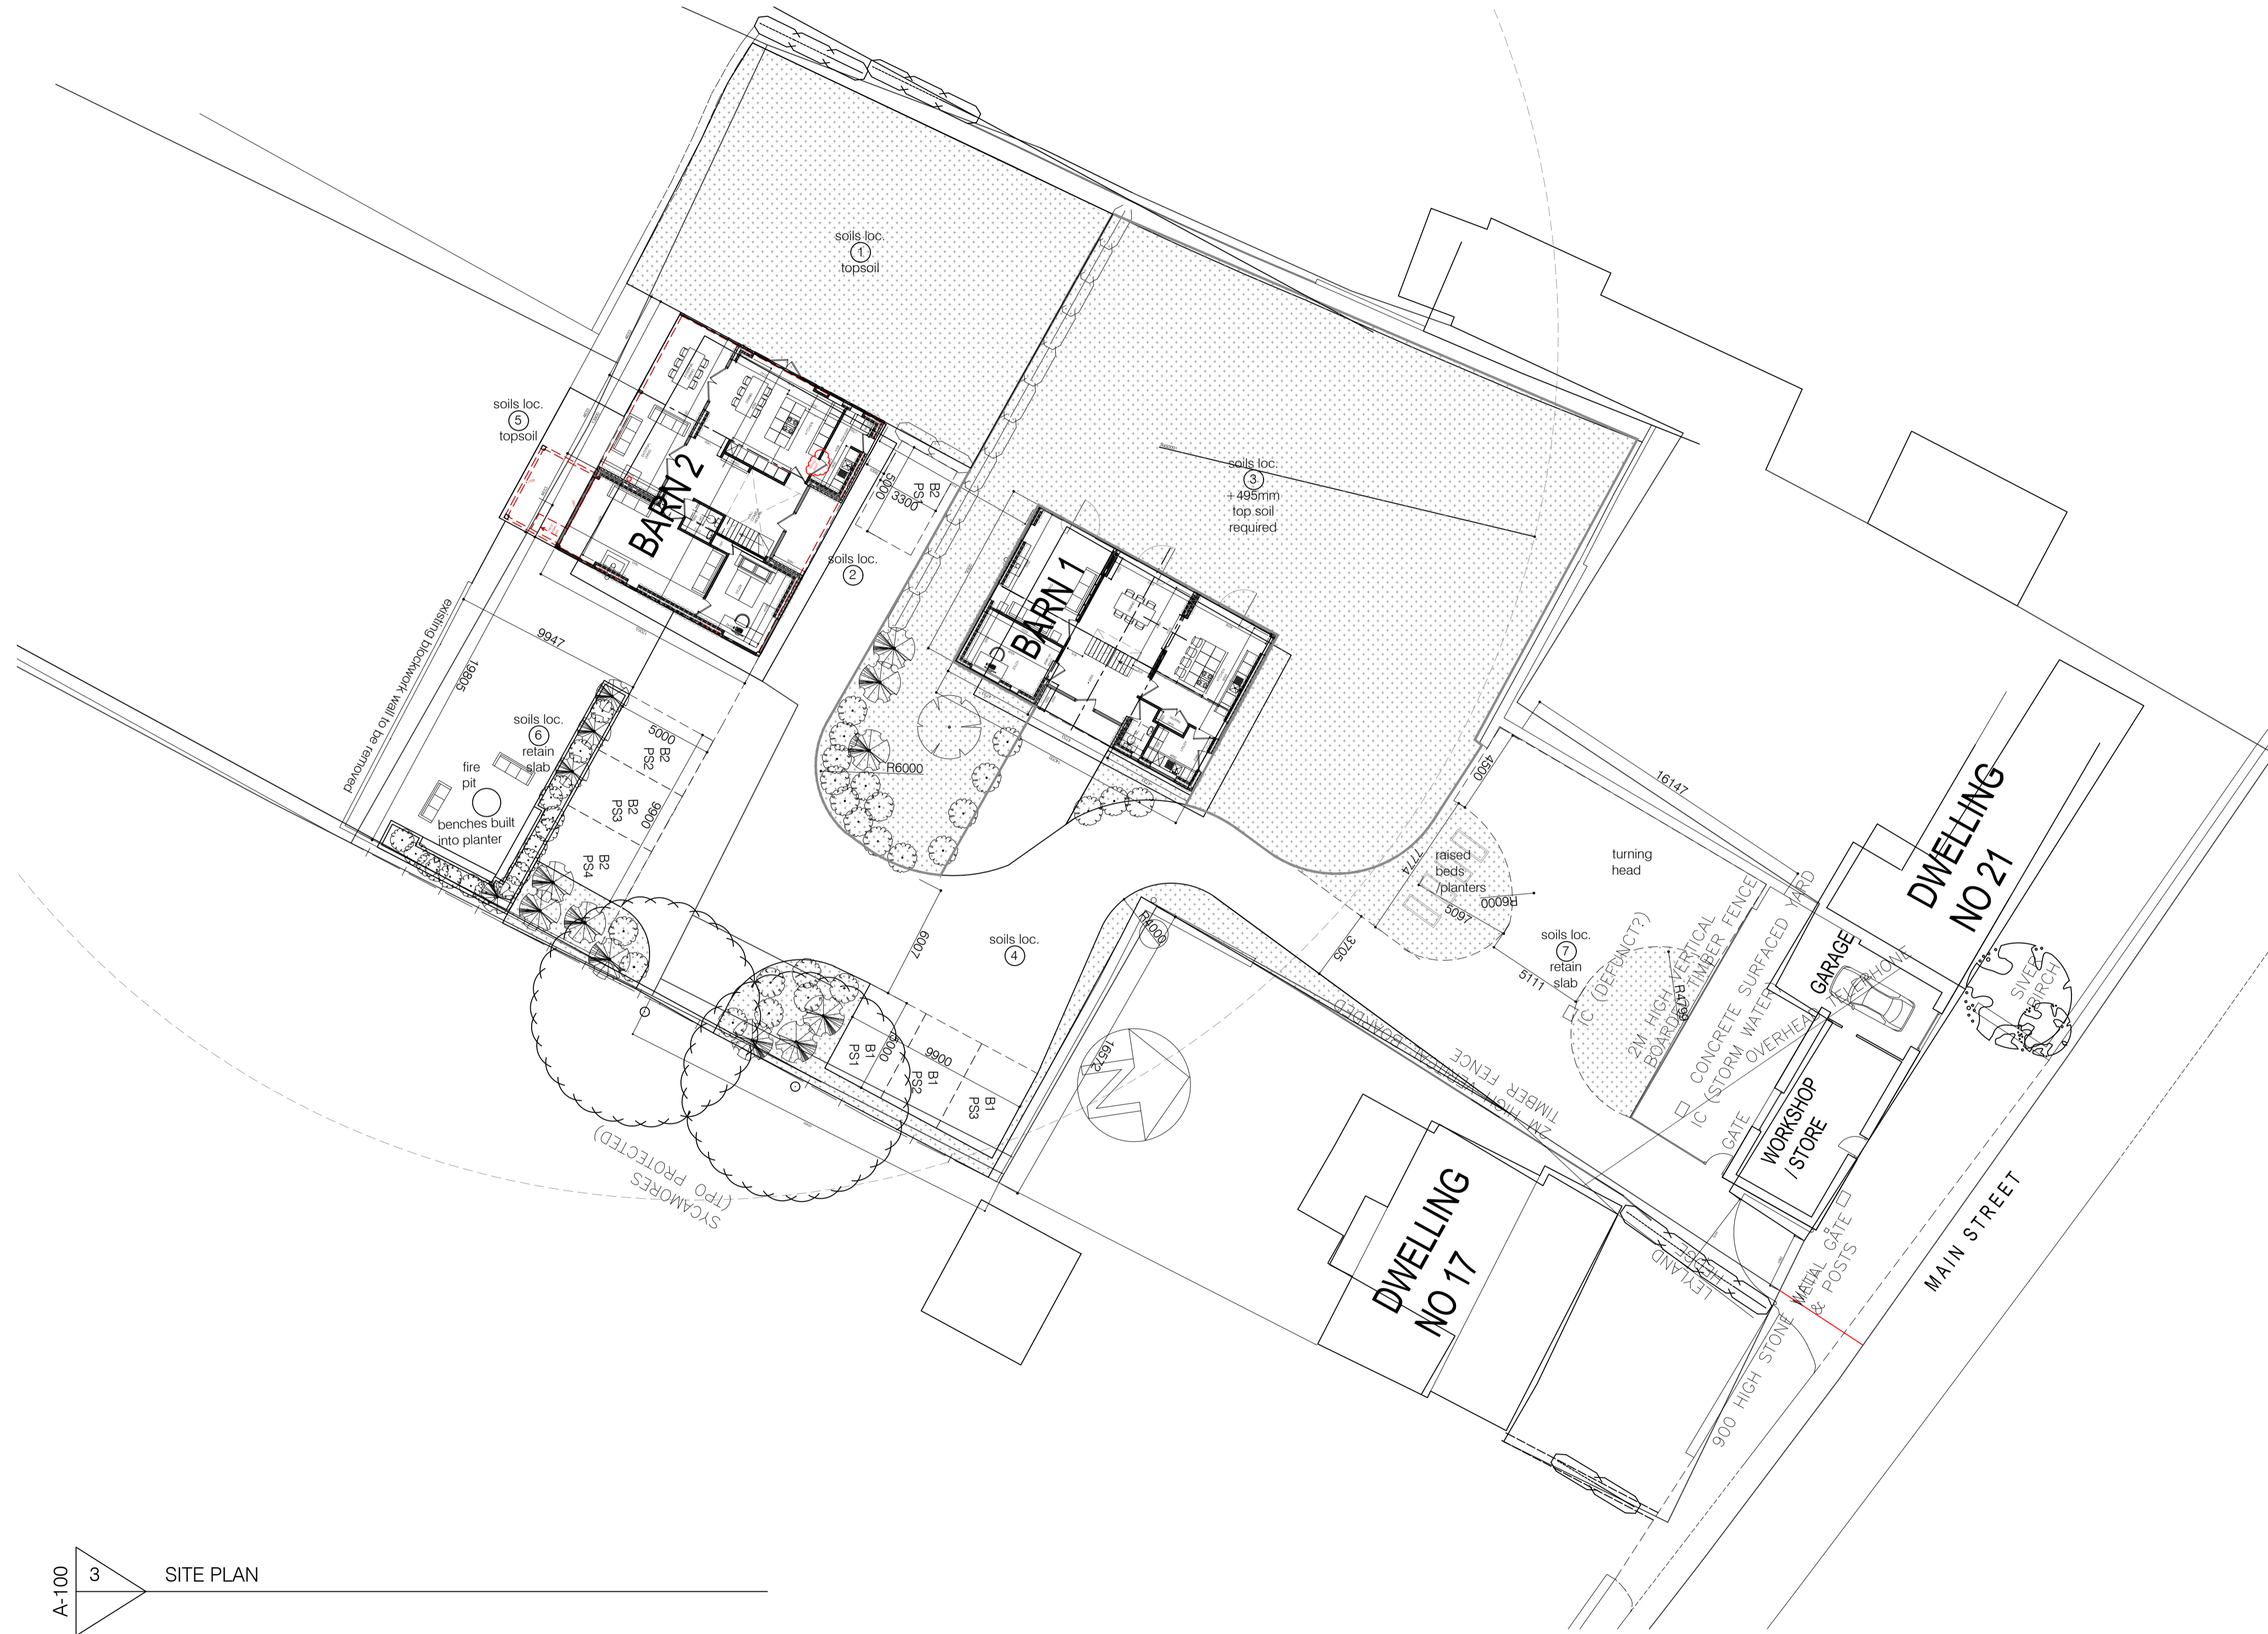 soils loc.
1
topsoil
soils loc.
5
topsoil
BARN 2
5000
3300
B2
PS1
soils loc.
2
soils loc.
3
+495mm
top soil
required
BARN 1
existing blockwork wall to be removed
19805
9947
soils loc.
6
retain
slab
fire
pit
benches built
into planter
5000
B2
PS2
B2
PS3
9900
B2
PS4
R6000
6007
soils loc.
4
B1
PS1
5000
9900
B1
PS2
B1
PS3
SYCAMORES
(TPO PROTECTED)
R4000
16572
4500
16147
raised
beds
/planters
7774
5097
R6000
3705
5111
turning
head
soils loc.
7
retain
slab
IC (DEFUNCT?)
2M HIGH VERTICAL
BOARDED TIMBER FENCE
R4799
CONCRETE SURFACED YARD
IC (STORM WATER)
OVERHEAD TELEPHONE
GATE
GARAGE
WORKSHOP
/ STORE
DWELLING
NO 21
SIVER
BIRCH
2M HIGH VERTICAL BOARDED
TIMBER FENCE
DWELLING
NO 17
LEYLAND
HEDGE
900 HIGH STONE WALL
METAL GATE
& POSTS
MAIN STREET
A-100
3
SITE PLAN